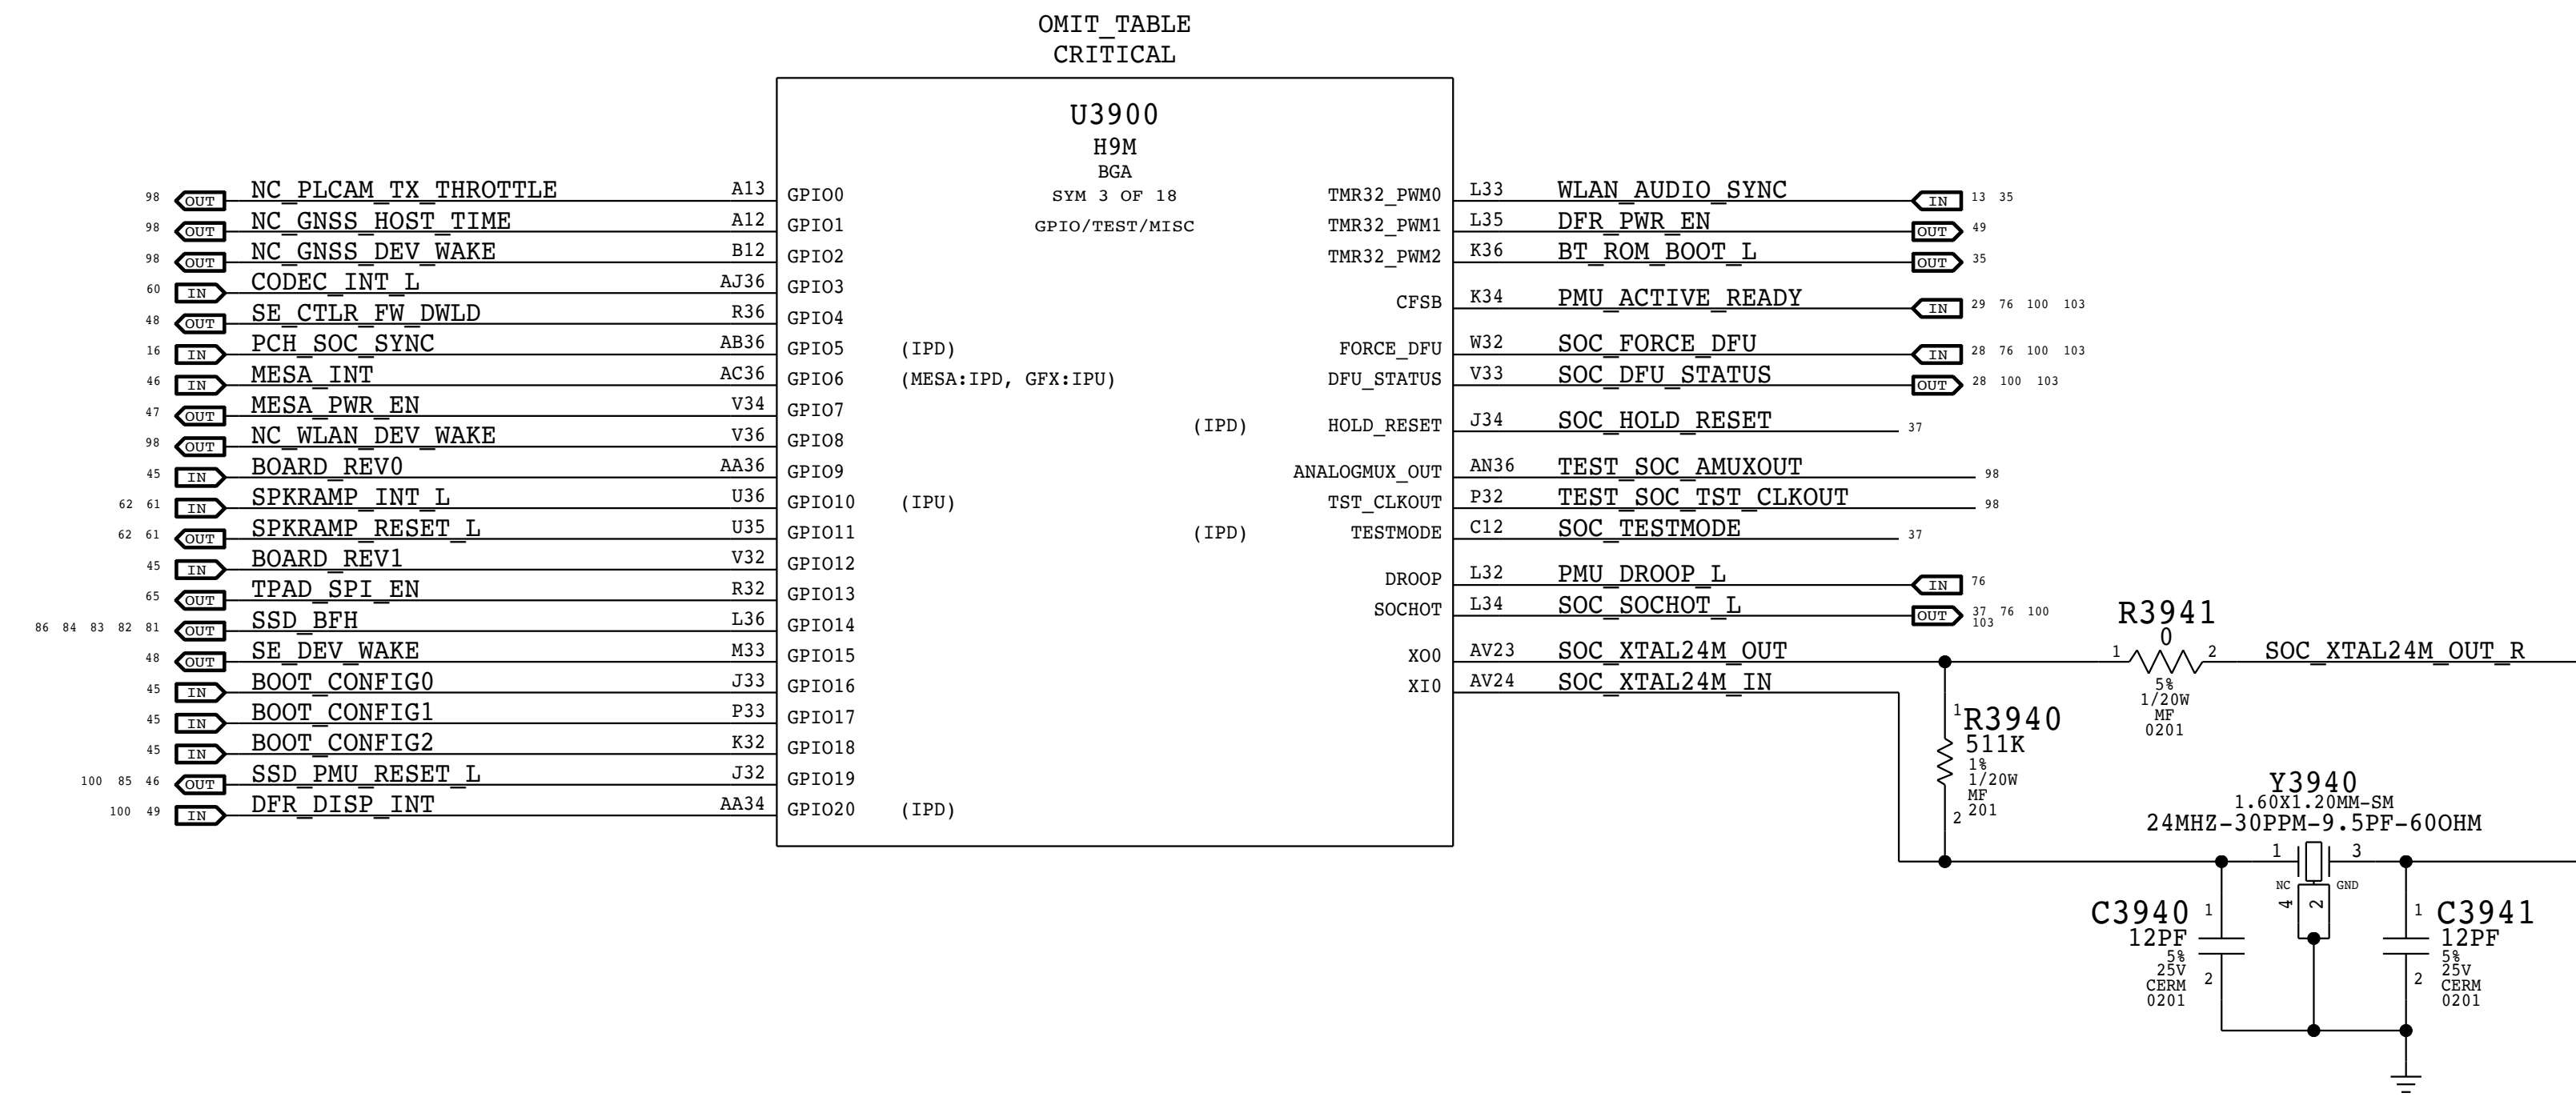 OMIT_TABLE
CRITICAL
U3900
H9M
BGA
SYM 3 OF 18
GPIO/TEST/MISC
98 OUT NC_PLCAM_TX_THROTTLE A13 GPIO0
98 OUT NC_GNSS_HOST_TIME A12 GPIO1
98 OUT NC_GNSS_DEV_WAKE B12 GPIO2
60 IN CODEC_INT_L AJ36 GPIO3
48 OUT SE_CTLR_FW_DWLD R36 GPIO4
16 IN PCH_SOC_SYNC AB36 GPIO5 (IPD)
46 IN MESA_INT AC36 GPIO6 (MESA:IPD, GFX:IPU)
47 OUT MESA_PWR_EN V34 GPIO7
98 OUT NC_WLAN_DEV_WAKE V36 GPIO8
45 IN BOARD_REV0 AA36 GPIO9
62 61 IN SPKRAMP_INT_L U36 GPIO10 (IPU)
62 61 OUT SPKRAMP_RESET_L U35 GPIO11
45 IN BOARD_REV1 V32 GPIO12
65 OUT TPAD_SPI_EN R32 GPIO13
86 84 83 82 81 OUT SSD_BFH L36 GPIO14
48 OUT SE_DEV_WAKE M33 GPIO15
45 IN BOOT_CONFIG0 J33 GPIO16
45 IN BOOT_CONFIG1 P33 GPIO17
45 IN BOOT_CONFIG2 K32 GPIO18
100 85 46 OUT SSD_PMU_RESET_L J32 GPIO19
100 49 IN DFR_DISP_INT AA34 GPIO20 (IPD)
TMR32_PWM0 L33 WLAN_AUDIO_SYNC IN 13 35
TMR32_PWM1 L35 DFR_PWR_EN OUT 49
TMR32_PWM2 K36 BT_ROM_BOOT_L OUT 35
CFSB K34 PMU_ACTIVE_READY IN 29 76 100 103
FORCE_DFU W32 SOC_FORCE_DFU IN 28 76 100 103
DFU_STATUS V33 SOC_DFU_STATUS OUT 28 100 103
(IPD) HOLD_RESET J34 SOC_HOLD_RESET 37
ANALOGMUX_OUT AN36 TEST_SOC_AMUXOUT 98
TST_CLKOUT P32 TEST_SOC_TST_CLKOUT 98
(IPD) TESTMODE C12 SOC_TESTMODE 37
DROOP L32 PMU_DROOP_L IN 76
SOCHOT L34 SOC_SOCHOT_L OUT 37 76 100
103
XO0 AV23 SOC_XTAL24M_OUT
XI0 AV24 SOC_XTAL24M_IN
R3941
0
1 2 SOC_XTAL24M_OUT_R
5%
1/20W
MF
0201
1 R3940
511K
1%
1/20W
MF
2 201
Y3940
1.60X1.20MM-SM
24MHZ-30PPM-9.5PF-60OHM
1 3
NC GND
4 2
C3940 1
12PF
5%
25V
CERM 2
0201
1 C3941
12PF
5%
25V
2 CERM
0201